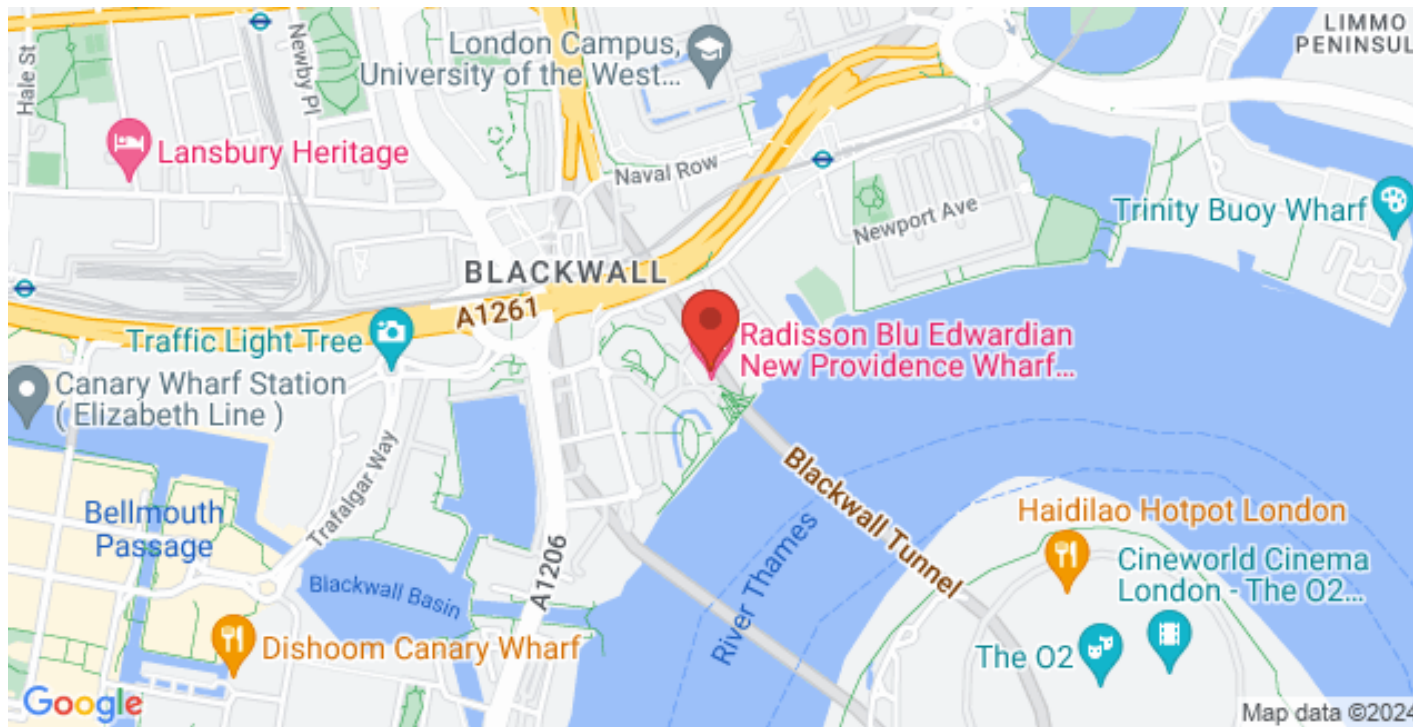 LIMMO
PENINSUL
Hale St
Newby Pl
London Campus,
University of the West...
Lansbury Heritage
Naval Row
Newport Ave
Trinity Buoy Wharf
BLACKWALL
A1261
Traffic Light Tree
Radisson Blu Edwardian
New Providence Wharf...
Canary Wharf Station
( Elizabeth Line )
Trafalgar Way
Bellmouth
Passage
Blackwall Basin
A1206
Blackwall Tunnel
River Thames
Haidilao Hotpot London
Cineworld Cinema
London - The O2...
The O2
Dishoom Canary Wharf
Google
Map data ©2024